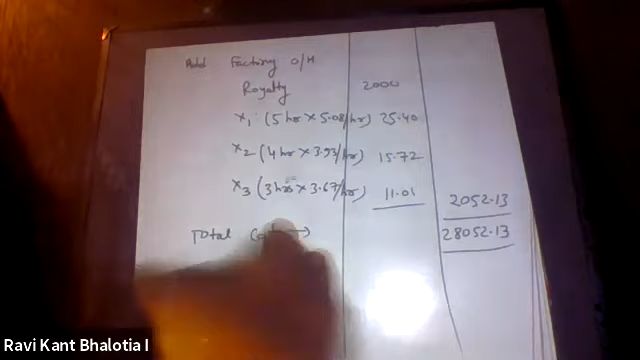 Add Factory O/H
Royalty 2000
X1 (5 hr × 5.08/hr) 25.40
X2 (4 hr × 3.93/hr) 15.72
X3 (3 hrs × 3.67/hr) 11.01 2052.13
Total 28052.13
Ravi Kant Bhalotia I